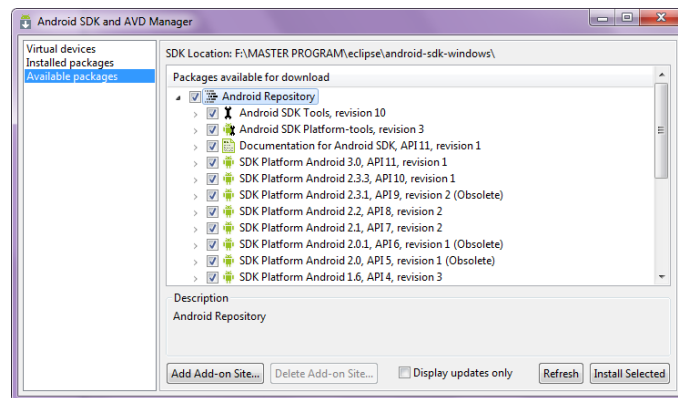 Android SDK and AVD Manager
Virtual devices
Installed packages
Available packages
SDK Location: F:\MASTER PROGRAM\eclipse\android-sdk-windows\
Packages available for download
Android Repository
Android SDK Tools, revision 10
Android SDK Platform-tools, revision 3
Documentation for Android SDK, API 11, revision 1
SDK Platform Android 3.0, API 11, revision 1
SDK Platform Android 2.3.3, API 10, revision 1
SDK Platform Android 2.3.1, API 9, revision 2 (Obsolete)
SDK Platform Android 2.2, API 8, revision 2
SDK Platform Android 2.1, API 7, revision 2
SDK Platform Android 2.0.1, API 6, revision 1 (Obsolete)
SDK Platform Android 2.0, API 5, revision 1 (Obsolete)
SDK Platform Android 1.6, API 4, revision 3
Description
Android Repository
Add Add-on Site... Delete Add-on Site... Display updates only Refresh Install Selected